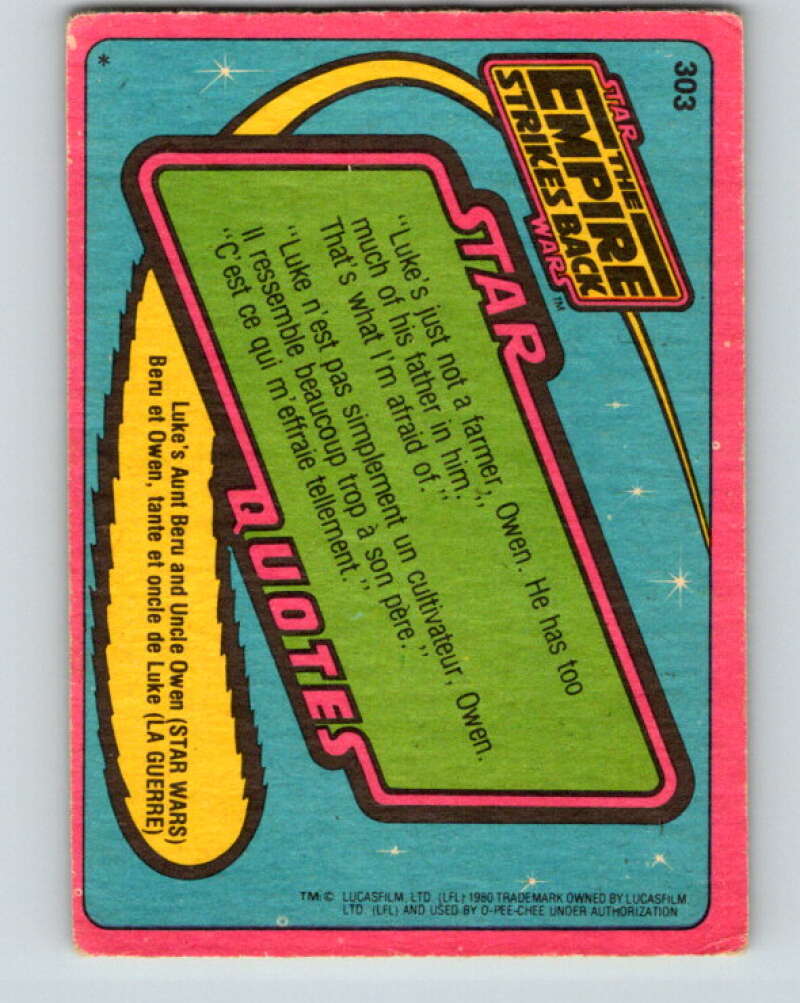 303
STAR
THE
EMPIRE
STRIKES BACK
WARS™
STAR
"Luke's just not a farmer, Owen. He has too
much of his father in him."
"That's what I'm afraid of."
"Luke n'est pas simplement un cultivateur, Owen.
Il ressemble beaucoup trop à son père."
"C'est ce qui m'effraie tellement."
QUOTES
Luke's Aunt Beru and Uncle Owen (STAR WARS)
Beru et Owen, tante et oncle de Luke (LA GUERRE)
TM: © LUCASFILM, LTD. (LFL) 1980 TRADEMARK OWNED BY LUCASFILM,
LTD. (LFL) AND USED BY O-PEE-CHEE UNDER AUTHORIZATION
*